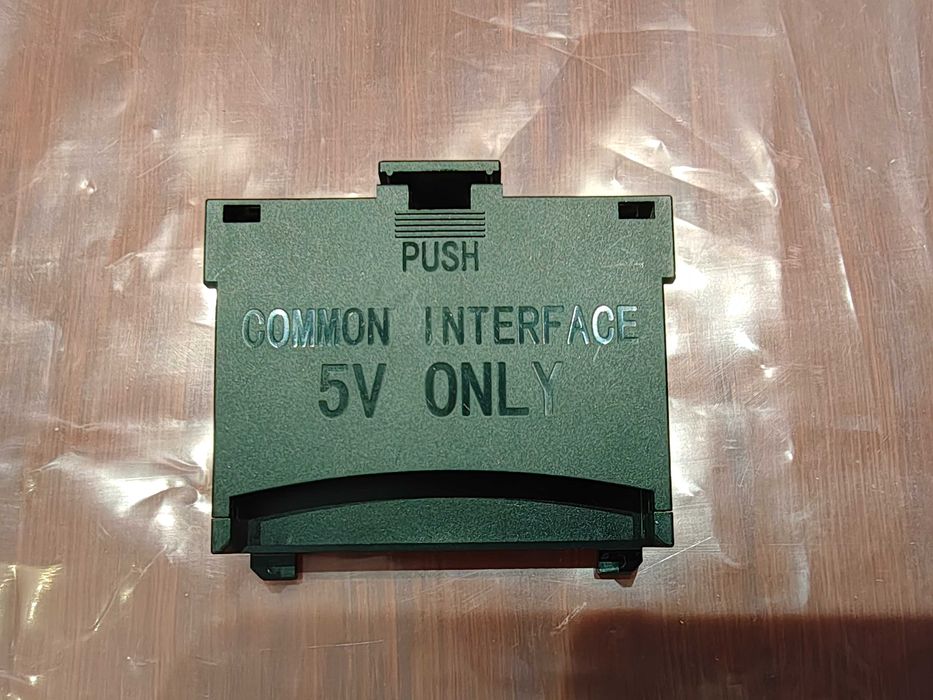 PUSH
COMMON INTERFACE
5V ONLY